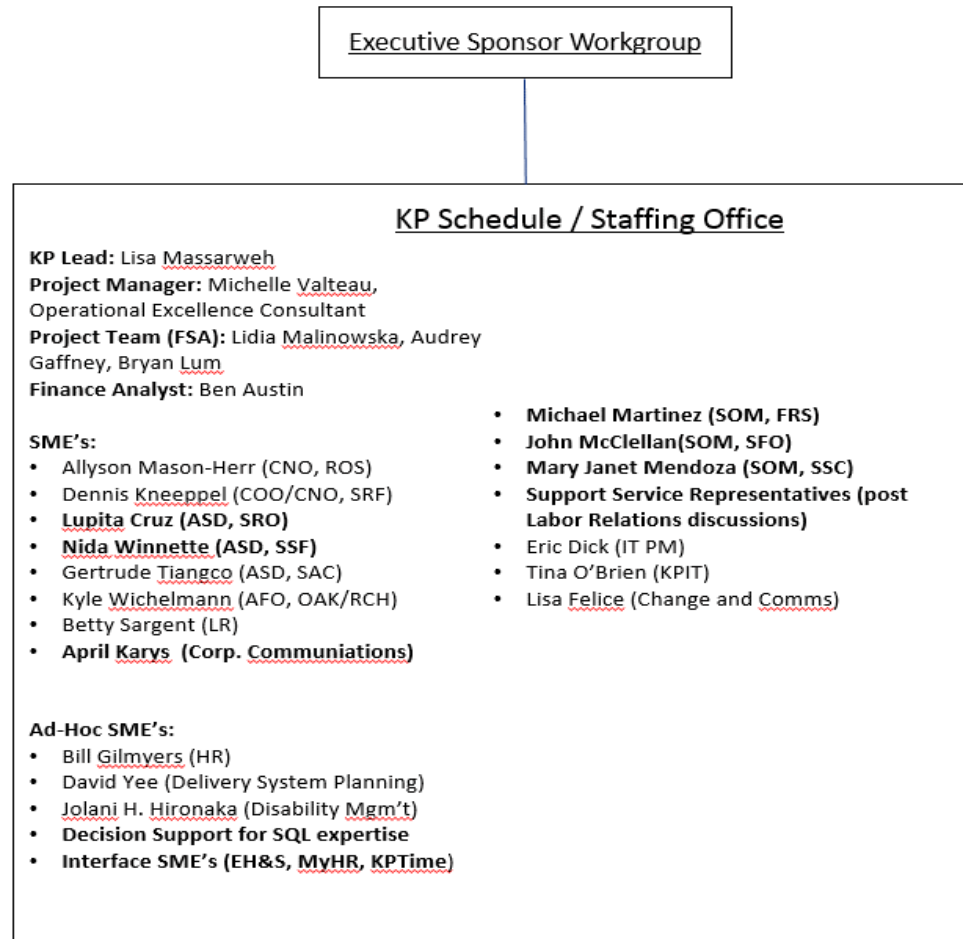 Executive Sponsor Workgroup
KP Schedule / Staffing Office
KP Lead: Lisa Massarweh
Project Manager: Michelle Valteau,
Operational Excellence Consultant
Project Team (FSA): Lidia Malinowska, Audrey
Gaffney, Bryan Lum
Finance Analyst: Ben Austin
SME's:
• Allyson Mason-Herr (CNO, ROS)
• Dennis Kneeppel (COO/CNO, SRF)
• Lupita Cruz (ASD, SRO)
• Nida Winnette (ASD, SSF)
• Gertrude Tiangco (ASD, SAC)
• Kyle Wichelmann (AFO, OAK/RCH)
• Betty Sargent (LR)
• April Karys (Corp. Communiations)
• Michael Martinez (SOM, FRS)
• John McClellan(SOM, SFO)
• Mary Janet Mendoza (SOM, SSC)
• Support Service Representatives (post
Labor Relations discussions)
• Eric Dick (IT PM)
• Tina O'Brien (KPIT)
• Lisa Felice (Change and Comms)
Ad-Hoc SME's:
• Bill Gilmyers (HR)
• David Yee (Delivery System Planning)
• Jolani H. Hironaka (Disability Mgm't)
• Decision Support for SQL expertise
• Interface SME's (EH&S, MyHR, KPTime)